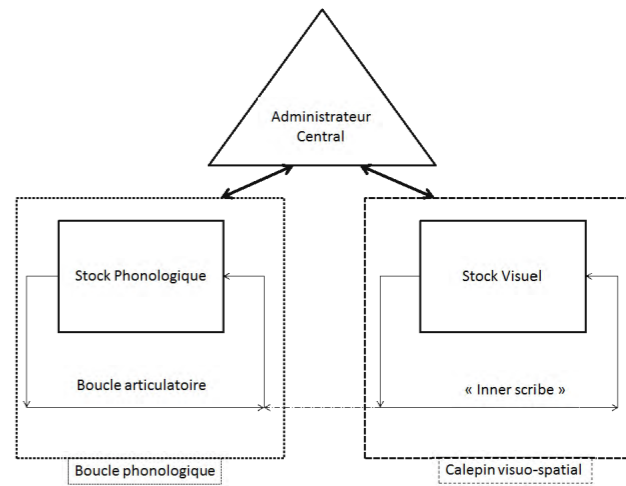 Administrateur
Central
Stock Phonologique
Boucle articulatoire
Boucle phonologique
Stock Visuel
« Inner scribe »
Calepin visuo-spatial